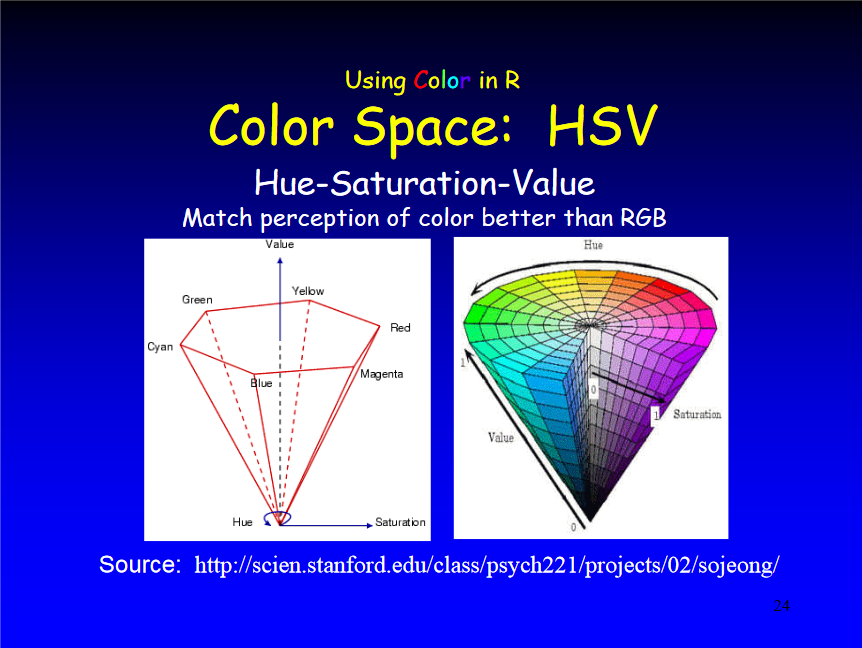 Using Color in R
Color Space: HSV
Hue-Saturation-Value
Match perception of color better than RGB
Value
Green
Yellow
Red
Cyan
Blue
Magenta
Hue
Saturation
Hue
1
0
1
Saturation
Value
0
Source: http://scien.stanford.edu/class/psych221/projects/02/sojeong/
24